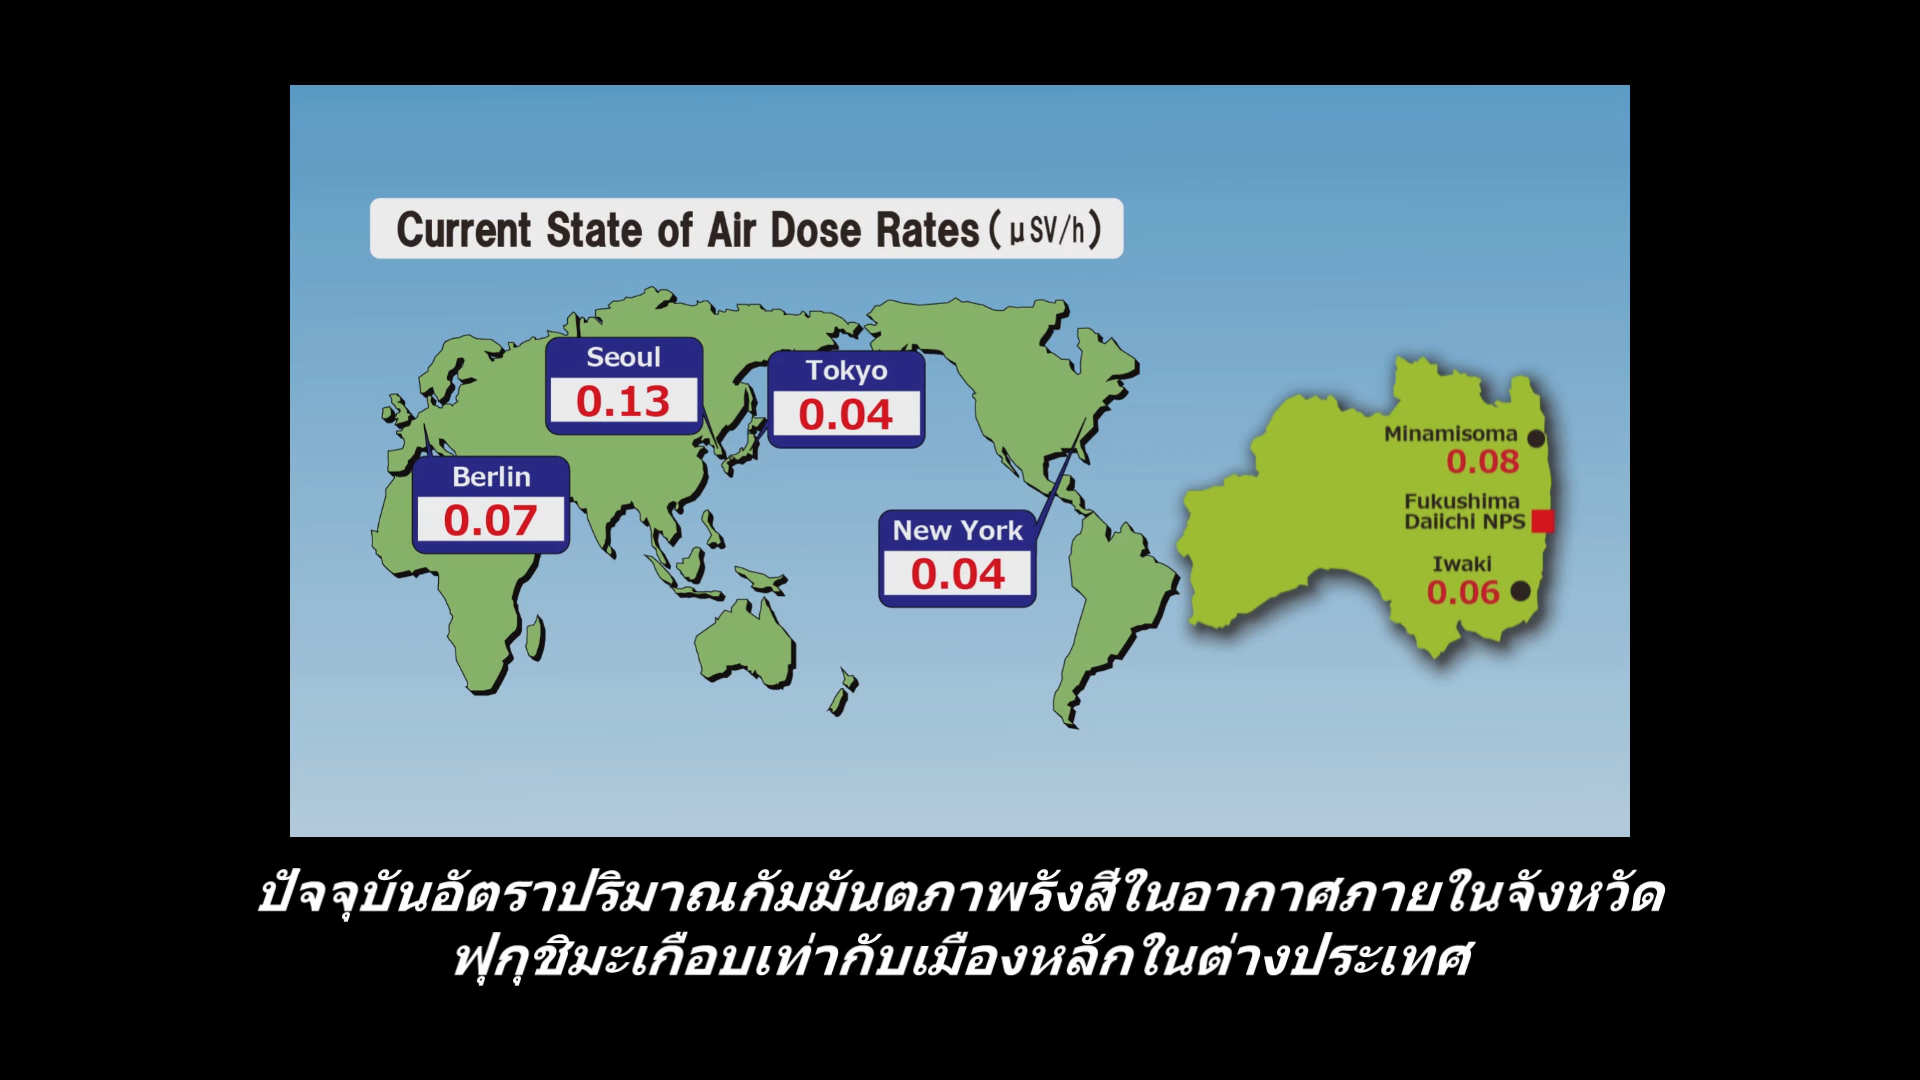 Current State of Air Dose Rates (μSV/h)
Seoul
0.13
Tokyo
0.04
Berlin
0.07
New York
0.04
Minamisoma
0.08
Fukushima
Daiichi NPS
Iwaki
0.06
ปัจจุบันอัตราปริมาณกัมมันตภาพรังสีในอากาศภายในจังหวัด
ฟุกุชิมะเกือบเท่ากับเมืองหลักในต่างประเทศ